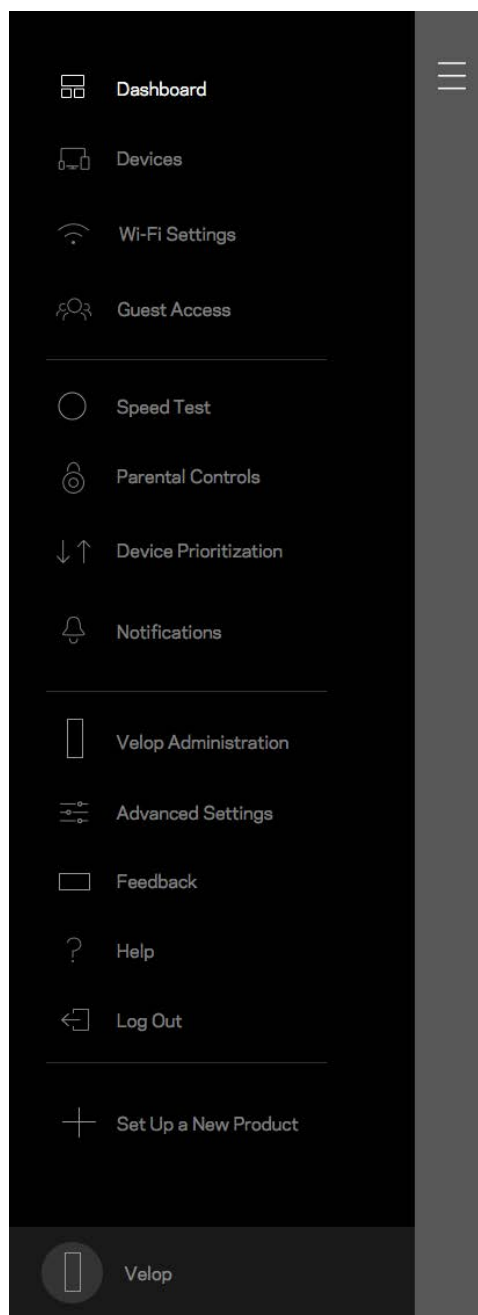 Dashboard
Devices
Wi-Fi Settings
Guest Access
Speed Test
Parental Controls
Device Prioritization
Notifications
Velop Administration
Advanced Settings
Feedback
Help
Log Out
Set Up a New Product
Velop